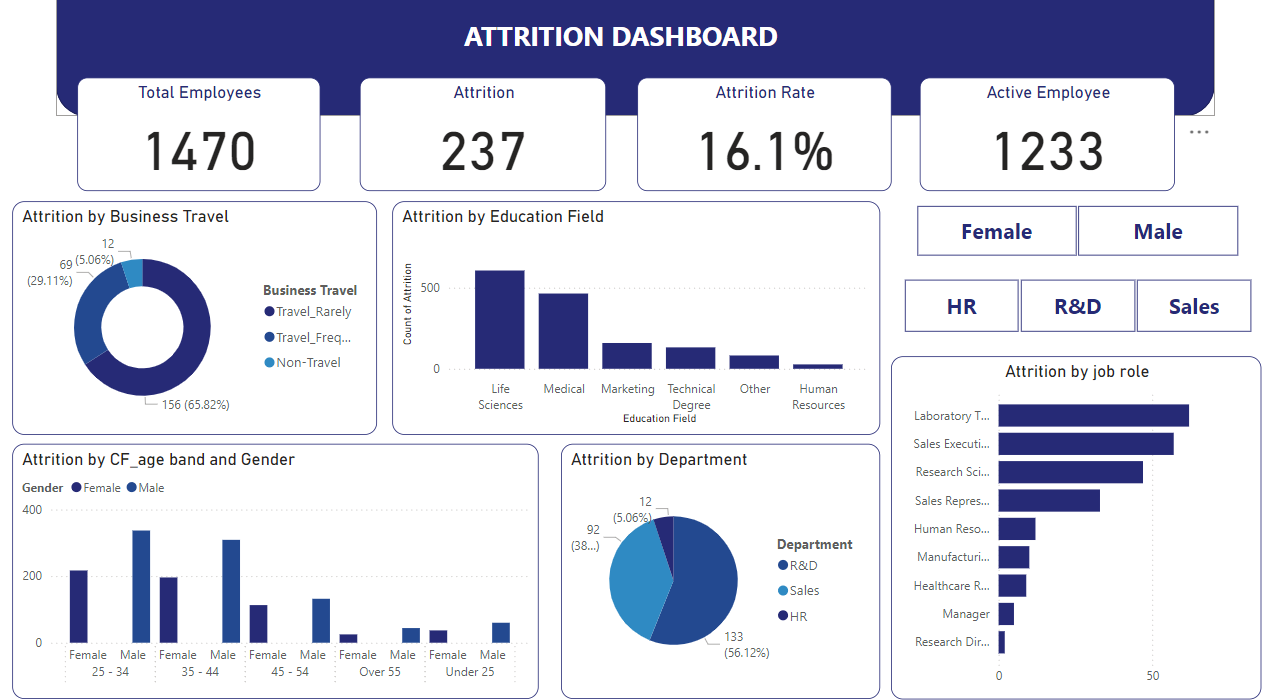 ATTRITION DASHBOARD
Total Employees
1470
Attrition
237
Attrition Rate
16.1%
Active Employee
1233
...
Attrition by Business Travel
12
(5.06%)
69
(29.11%)
156 (65.82%)
Business Travel
Travel_Rarely
Travel_Freq...
Non-Travel
Attrition by Education Field
Count of Attrition
500
0
Life
Sciences
Medical
Marketing
Technical
Degree
Other
Human
Resources
Education Field
Female
Male
HR
R&D
Sales
Attrition by CF_age band and Gender
Gender Female Male
400
200
0
Female Male Female Male Female Male Female Male Female Male
25 - 34 35 - 44 45 - 54 Over 55 Under 25
Attrition by Department
12
(5.06%)
92
(38...)
133
(56.12%)
Department
R&D
Sales
HR
Attrition by job role
Laboratory T...
Sales Executi...
Research Sci...
Sales Repres...
Human Reso...
Manufacturi...
Healthcare R...
Manager
Research Dir...
0 50